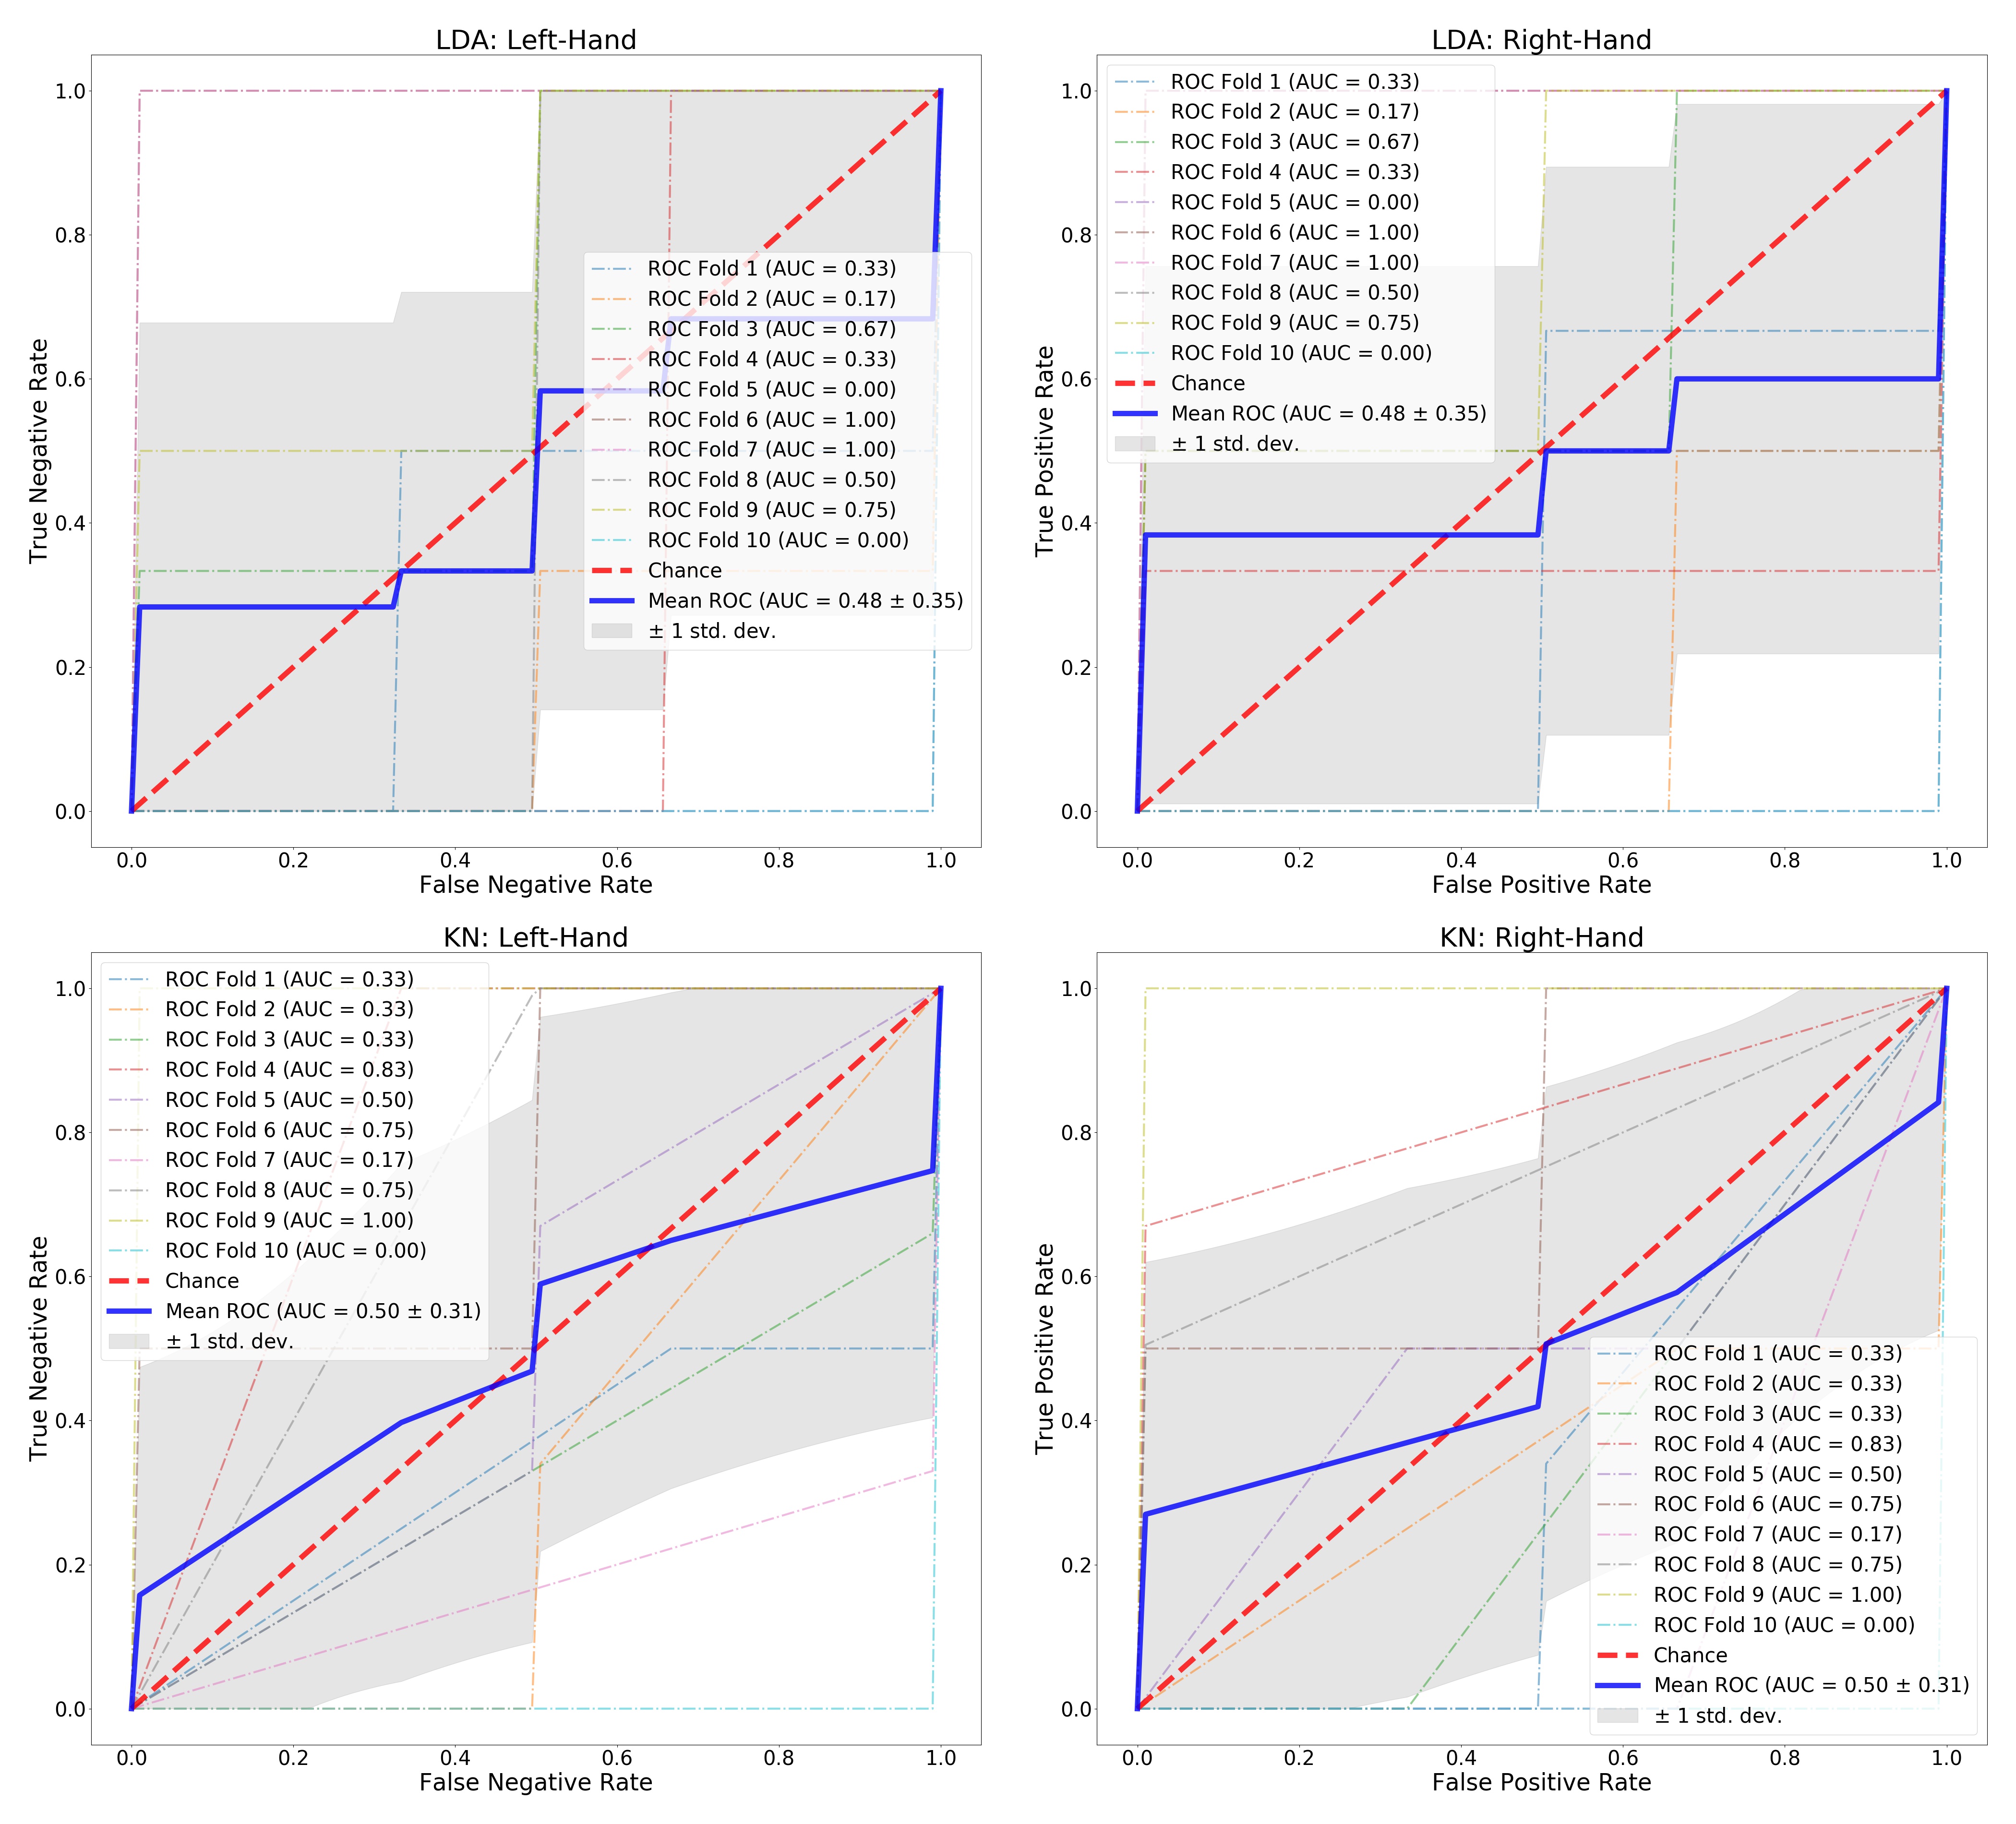 LDA: Left-Hand
True Negative Rate
1.0
0.8
0.6
0.4
0.2
0.0
ROC Fold 1 (AUC = 0.33)
ROC Fold 2 (AUC = 0.17)
ROC Fold 3 (AUC = 0.67)
ROC Fold 4 (AUC = 0.33)
ROC Fold 5 (AUC = 0.00)
ROC Fold 6 (AUC = 1.00)
ROC Fold 7 (AUC = 1.00)
ROC Fold 8 (AUC = 0.50)
ROC Fold 9 (AUC = 0.75)
ROC Fold 10 (AUC = 0.00)
Chance
Mean ROC (AUC = 0.48 ± 0.35)
± 1 std. dev.
0.0 0.2 0.4 0.6 0.8 1.0
False Negative Rate
LDA: Right-Hand
True Positive Rate
1.0
0.8
0.6
0.4
0.2
0.0
ROC Fold 1 (AUC = 0.33)
ROC Fold 2 (AUC = 0.17)
ROC Fold 3 (AUC = 0.67)
ROC Fold 4 (AUC = 0.33)
ROC Fold 5 (AUC = 0.00)
ROC Fold 6 (AUC = 1.00)
ROC Fold 7 (AUC = 1.00)
ROC Fold 8 (AUC = 0.50)
ROC Fold 9 (AUC = 0.75)
ROC Fold 10 (AUC = 0.00)
Chance
Mean ROC (AUC = 0.48 ± 0.35)
± 1 std. dev.
0.0 0.2 0.4 0.6 0.8 1.0
False Positive Rate
KN: Left-Hand
True Negative Rate
1.0
0.8
0.6
0.4
0.2
0.0
ROC Fold 1 (AUC = 0.33)
ROC Fold 2 (AUC = 0.33)
ROC Fold 3 (AUC = 0.33)
ROC Fold 4 (AUC = 0.83)
ROC Fold 5 (AUC = 0.50)
ROC Fold 6 (AUC = 0.75)
ROC Fold 7 (AUC = 0.17)
ROC Fold 8 (AUC = 0.75)
ROC Fold 9 (AUC = 1.00)
ROC Fold 10 (AUC = 0.00)
Chance
Mean ROC (AUC = 0.50 ± 0.31)
± 1 std. dev.
0.0 0.2 0.4 0.6 0.8 1.0
False Negative Rate
KN: Right-Hand
True Positive Rate
1.0
0.8
0.6
0.4
0.2
0.0
ROC Fold 1 (AUC = 0.33)
ROC Fold 2 (AUC = 0.33)
ROC Fold 3 (AUC = 0.33)
ROC Fold 4 (AUC = 0.83)
ROC Fold 5 (AUC = 0.50)
ROC Fold 6 (AUC = 0.75)
ROC Fold 7 (AUC = 0.17)
ROC Fold 8 (AUC = 0.75)
ROC Fold 9 (AUC = 1.00)
ROC Fold 10 (AUC = 0.00)
Chance
Mean ROC (AUC = 0.50 ± 0.31)
± 1 std. dev.
0.0 0.2 0.4 0.6 0.8 1.0
False Positive Rate